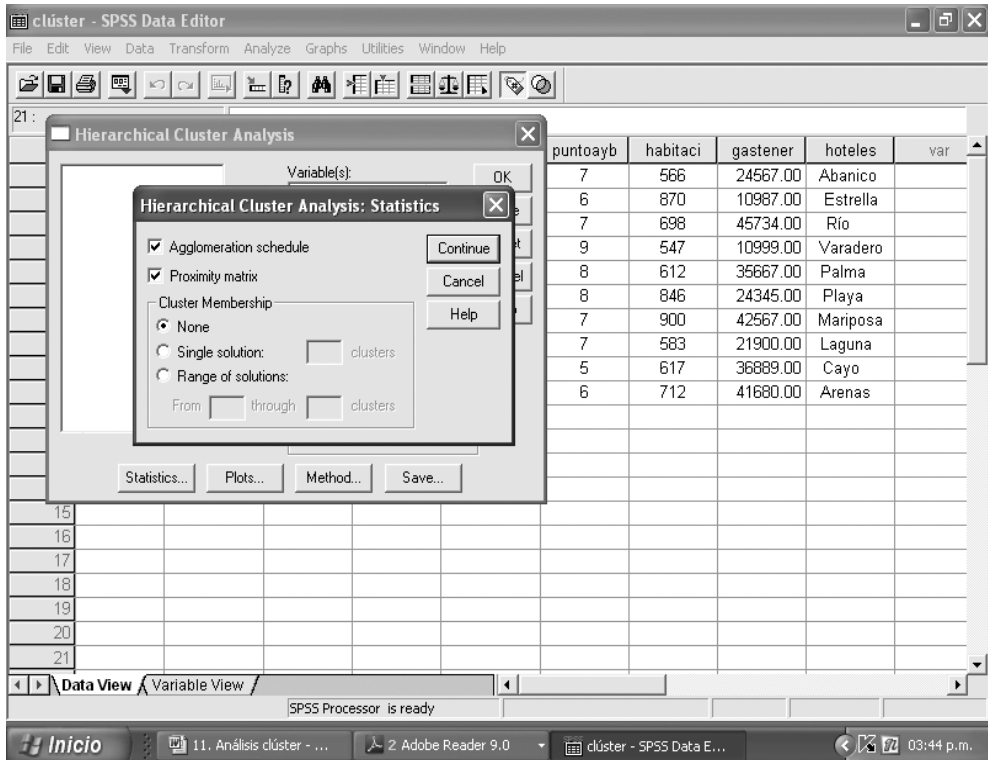 clúster - SPSS Data Editor
File Edit View Data Transform Analyze Graphs Utilities Window Help
21 :
Hierarchical Cluster Analysis
Variable(s):
OK
Hierarchical Cluster Analysis: Statistics
Agglomeration schedule
Proximity matrix
Cluster Membership
None
Single solution: clusters
Range of solutions:
From through clusters
Continue
Cancel
Help
Statistics... Plots... Method... Save...
puntoayb habitaci gastener hoteles var
7 566 24567.00 Abanico
6 870 10987.00 Estrella
7 698 45734.00 Río
9 547 10999.00 Varadero
8 612 35667.00 Palma
8 846 24345.00 Playa
7 900 42567.00 Mariposa
7 583 21900.00 Laguna
5 617 36889.00 Cayo
6 712 41680.00 Arenas
15
16
17
18
19
20
21
Data View Variable View
SPSS Processor is ready
Inicio 11. Análisis clúster - ... 2 Adobe Reader 9.0 clúster - SPSS Data E... 03:44 p.m.